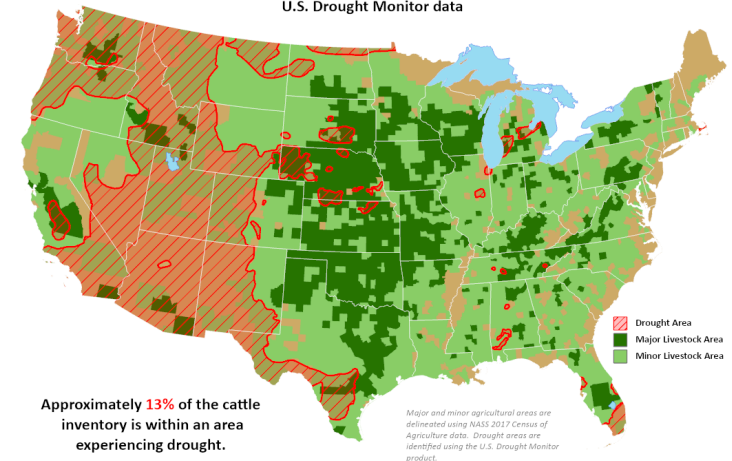 U.S. Drought Monitor data
Drought Area
Major Livestock Area
Minor Livestock Area
Approximately 13% of the cattle
inventory is within an area
experiencing drought.
Major and minor agricultural areas are
delineated using NASS 2017 Census of
Agriculture data. Drought areas are
identified using the U.S. Drought Monitor
product.